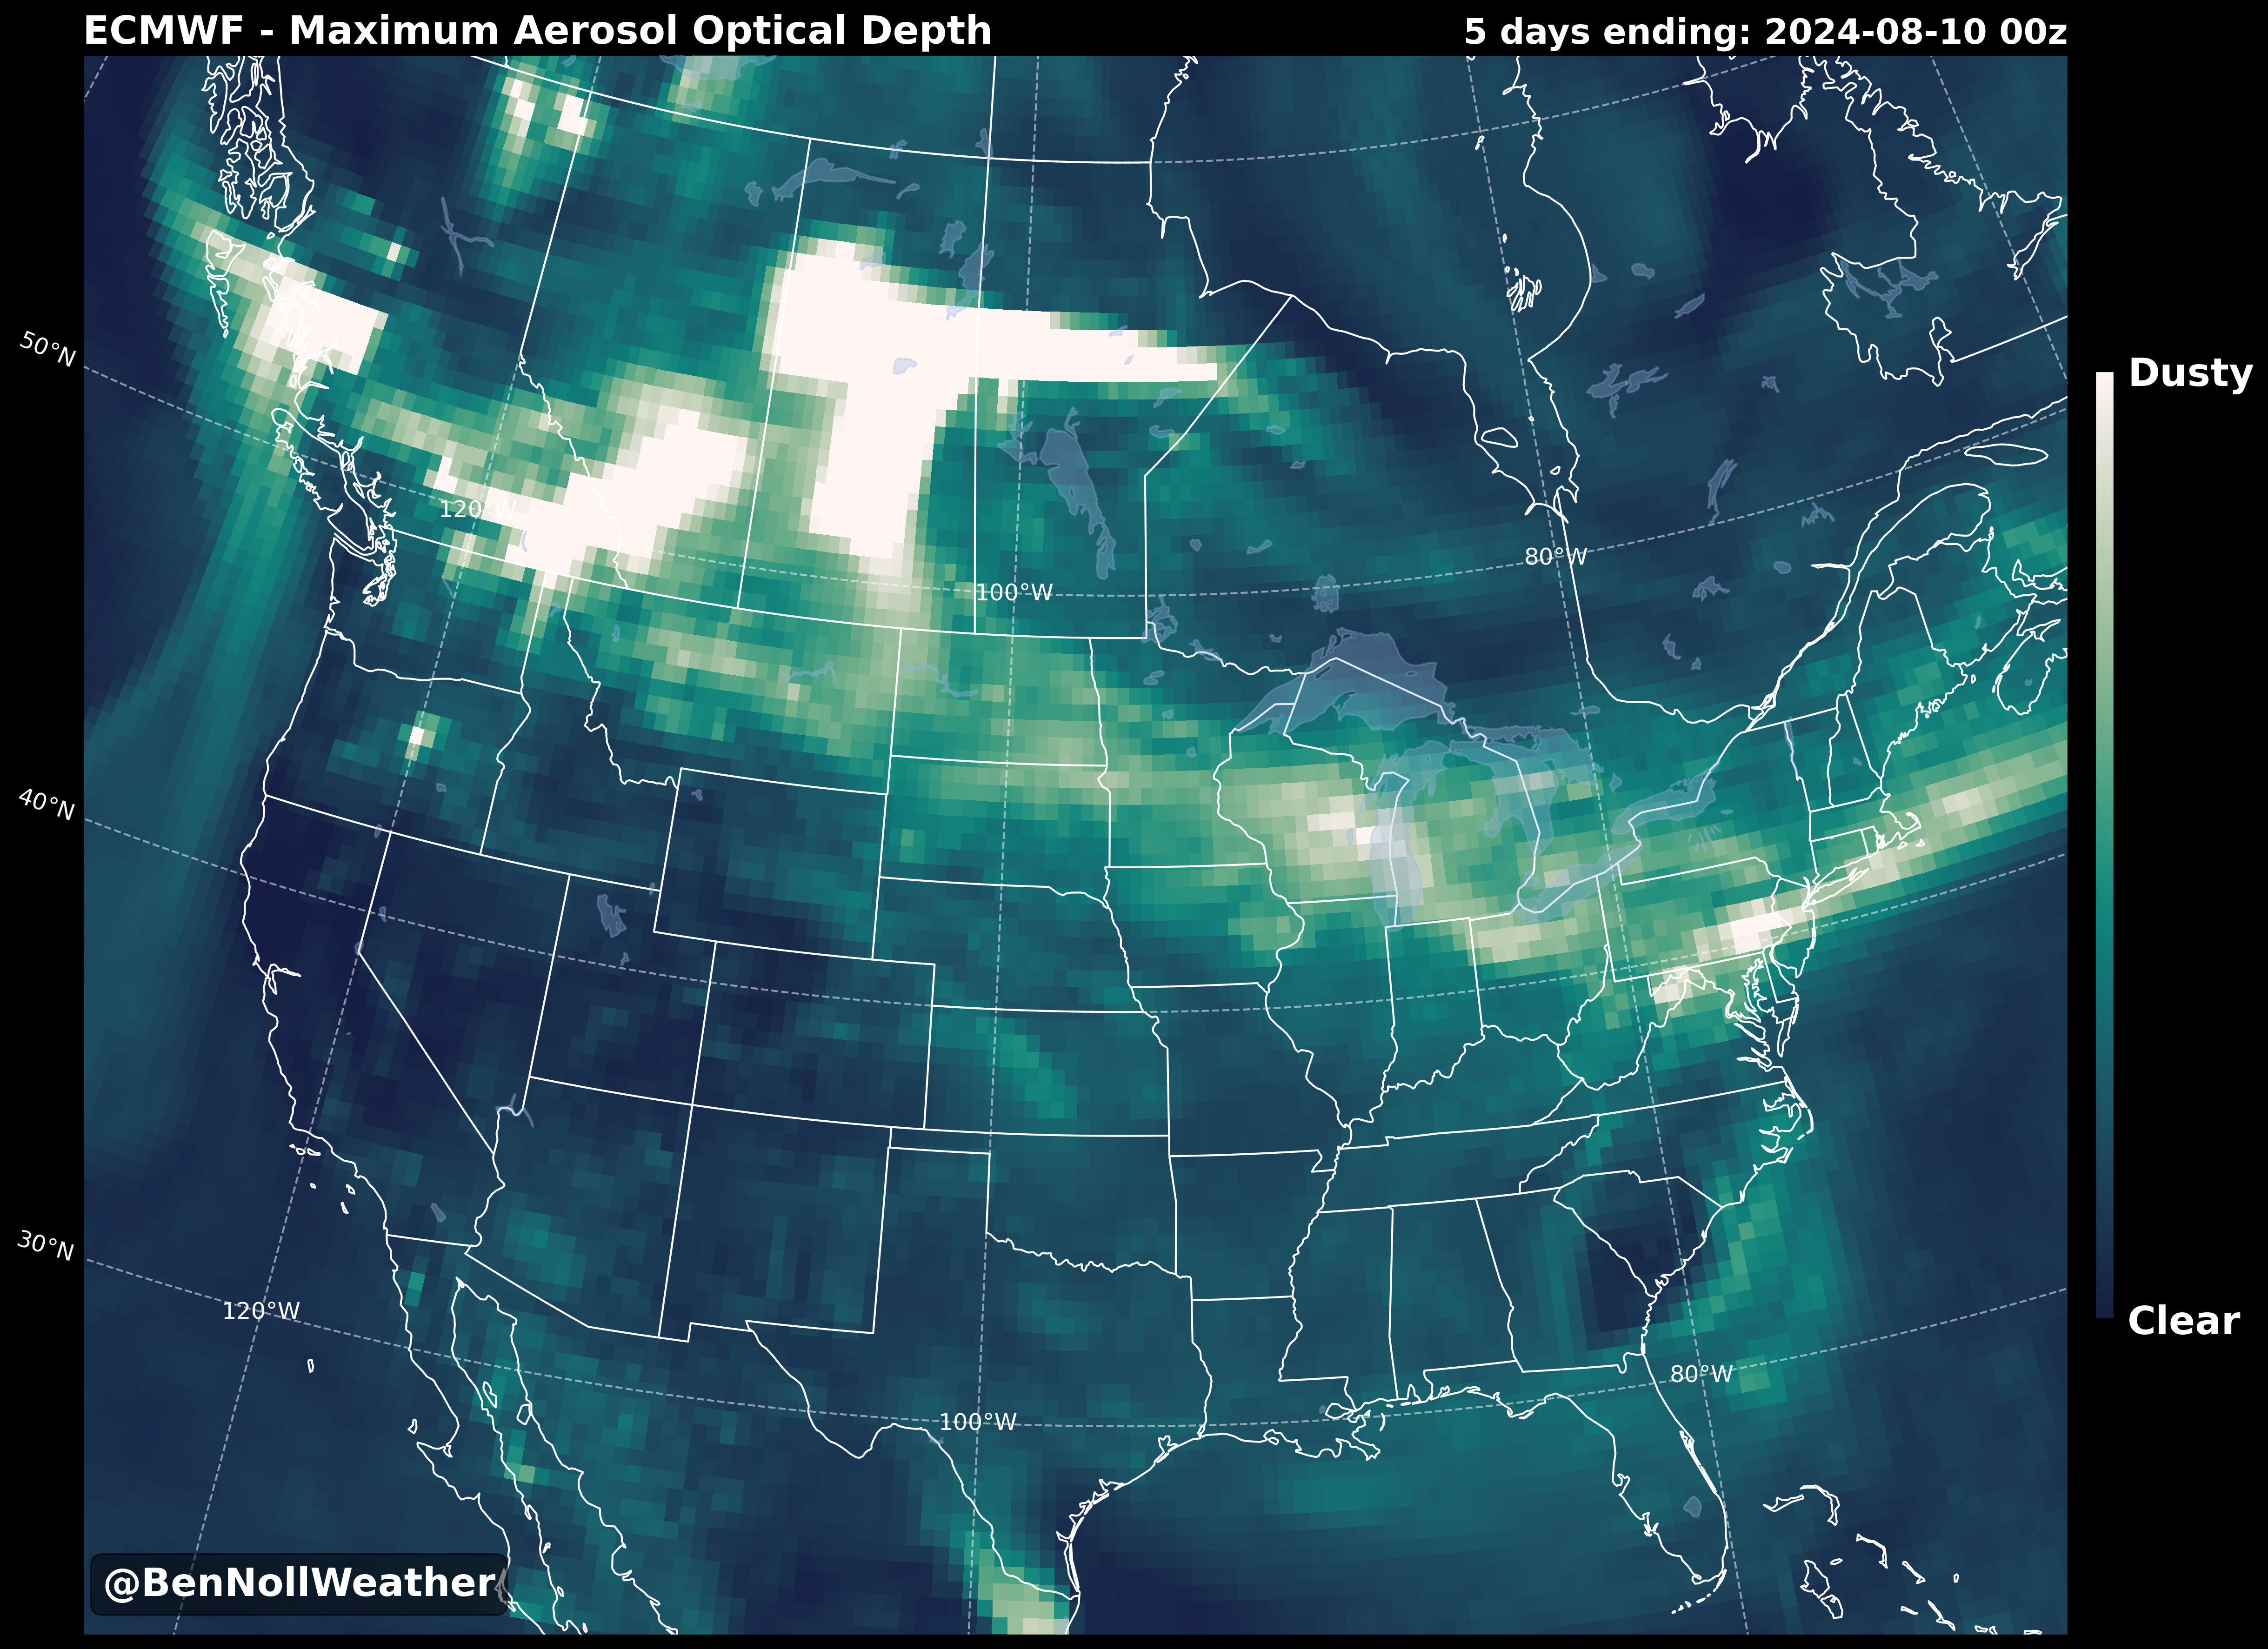 ECMWF - Maximum Aerosol Optical Depth
5 days ending: 2024-08-10 00z
50°N
Dusty
120°W
80°W
100°W
40°N
30°N
120°W
Clear
80°W
100°W
@BenNollWeather